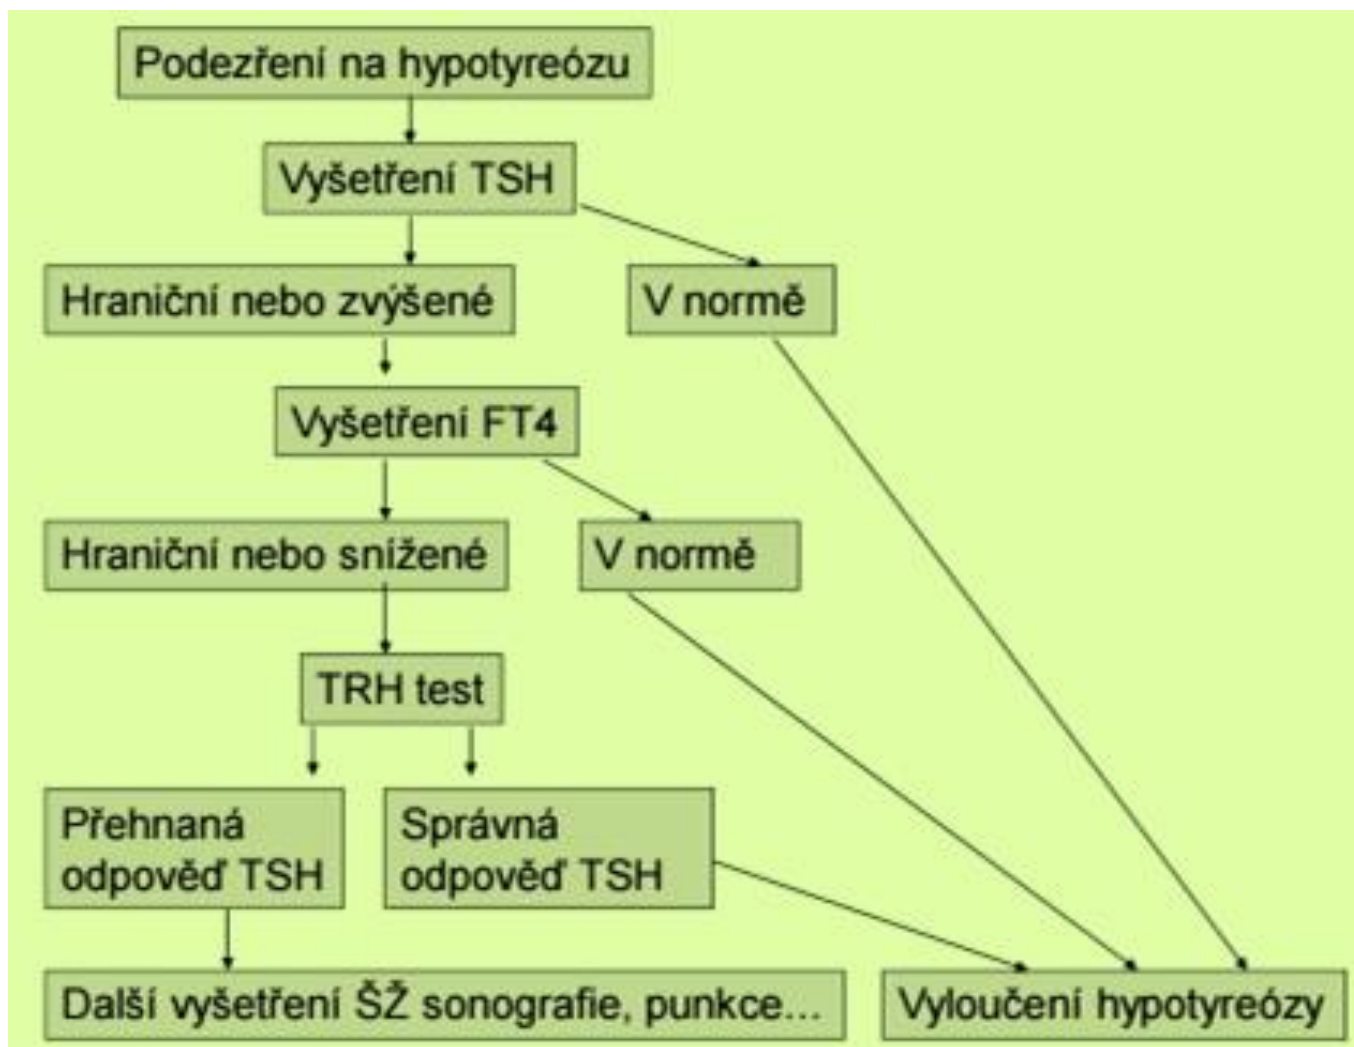 Podezření na hypotyreózu
Vyšetření TSH
Hraniční nebo zvýšené
V normě
Vyšetření FT4
Hraniční nebo snížené
V normě
TRH test
Přehnaná
odpověď TSH
Správná
odpověď TSH
Další vyšetření ŠŽ sonografie, punkce...
Vyloučení hypotyreózy